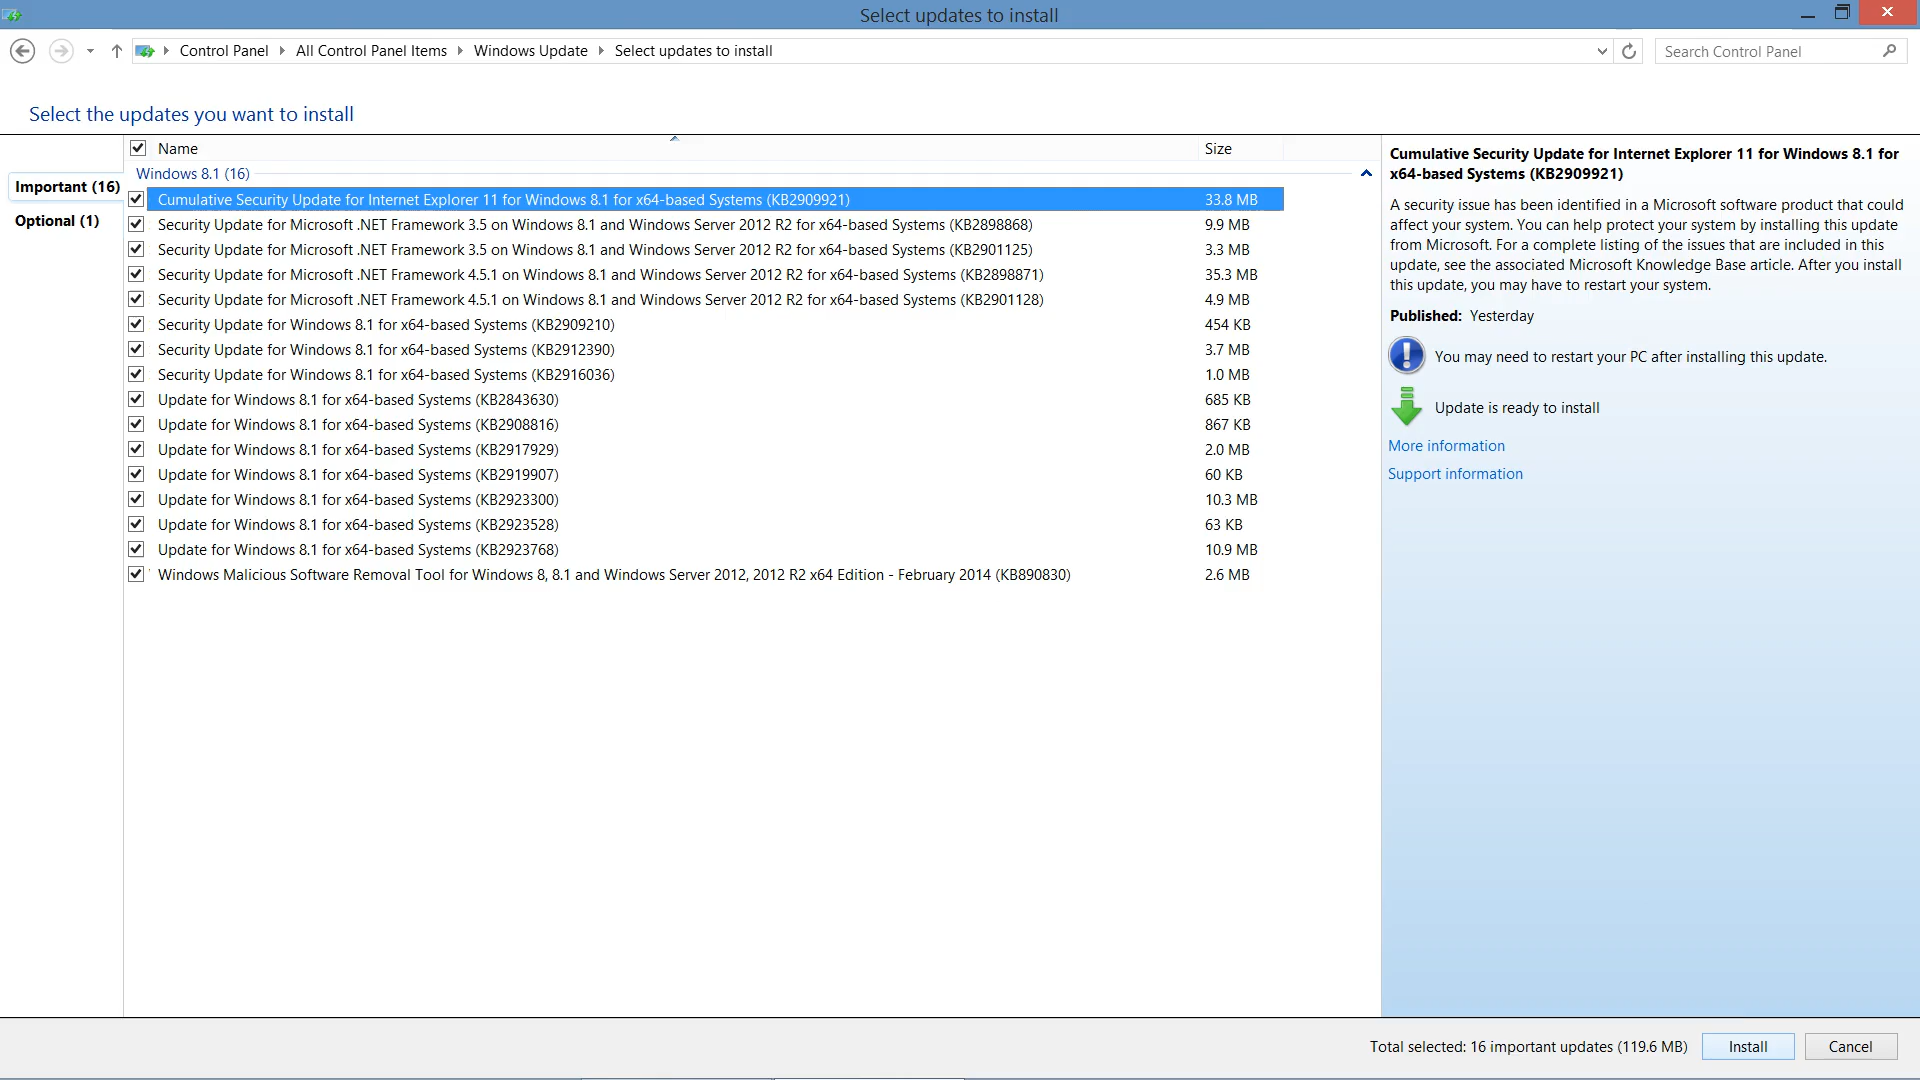 Select updates to install
Control Panel All Control Panel Items Windows Update Select updates to install
Search Control Panel
Select the updates you want to install
Important (16)
Optional (1)
Name Size
Windows 8.1 (16)
Cumulative Security Update for Internet Explorer 11 for Windows 8.1 for x64-based Systems (KB2909921) 33.8 MB
Security Update for Microsoft .NET Framework 3.5 on Windows 8.1 and Windows Server 2012 R2 for x64-based Systems (KB2898868) 9.9 MB
Security Update for Microsoft .NET Framework 3.5 on Windows 8.1 and Windows Server 2012 R2 for x64-based Systems (KB2901125) 3.3 MB
Security Update for Microsoft .NET Framework 4.5.1 on Windows 8.1 and Windows Server 2012 R2 for x64-based Systems (KB2898871) 35.3 MB
Security Update for Microsoft .NET Framework 4.5.1 on Windows 8.1 and Windows Server 2012 R2 for x64-based Systems (KB2901128) 4.9 MB
Security Update for Windows 8.1 for x64-based Systems (KB2909210) 454 KB
Security Update for Windows 8.1 for x64-based Systems (KB2912390) 3.7 MB
Security Update for Windows 8.1 for x64-based Systems (KB2916036) 1.0 MB
Update for Windows 8.1 for x64-based Systems (KB2843630) 685 KB
Update for Windows 8.1 for x64-based Systems (KB2908816) 867 KB
Update for Windows 8.1 for x64-based Systems (KB2917929) 2.0 MB
Update for Windows 8.1 for x64-based Systems (KB2919907) 60 KB
Update for Windows 8.1 for x64-based Systems (KB2923300) 10.3 MB
Update for Windows 8.1 for x64-based Systems (KB2923528) 63 KB
Update for Windows 8.1 for x64-based Systems (KB2923768) 10.9 MB
Windows Malicious Software Removal Tool for Windows 8, 8.1 and Windows Server 2012, 2012 R2 x64 Edition - February 2014 (KB890830) 2.6 MB
Cumulative Security Update for Internet Explorer 11 for Windows 8.1 for
x64-based Systems (KB2909921)
A security issue has been identified in a Microsoft software product that could
affect your system. You can help protect your system by installing this update
from Microsoft. For a complete listing of the issues that are included in this
update, see the associated Microsoft Knowledge Base article. After you install
this update, you may have to restart your system.
Published: Yesterday
You may need to restart your PC after installing this update.
Update is ready to install
More information
Support information
Total selected: 16 important updates (119.6 MB) Install Cancel